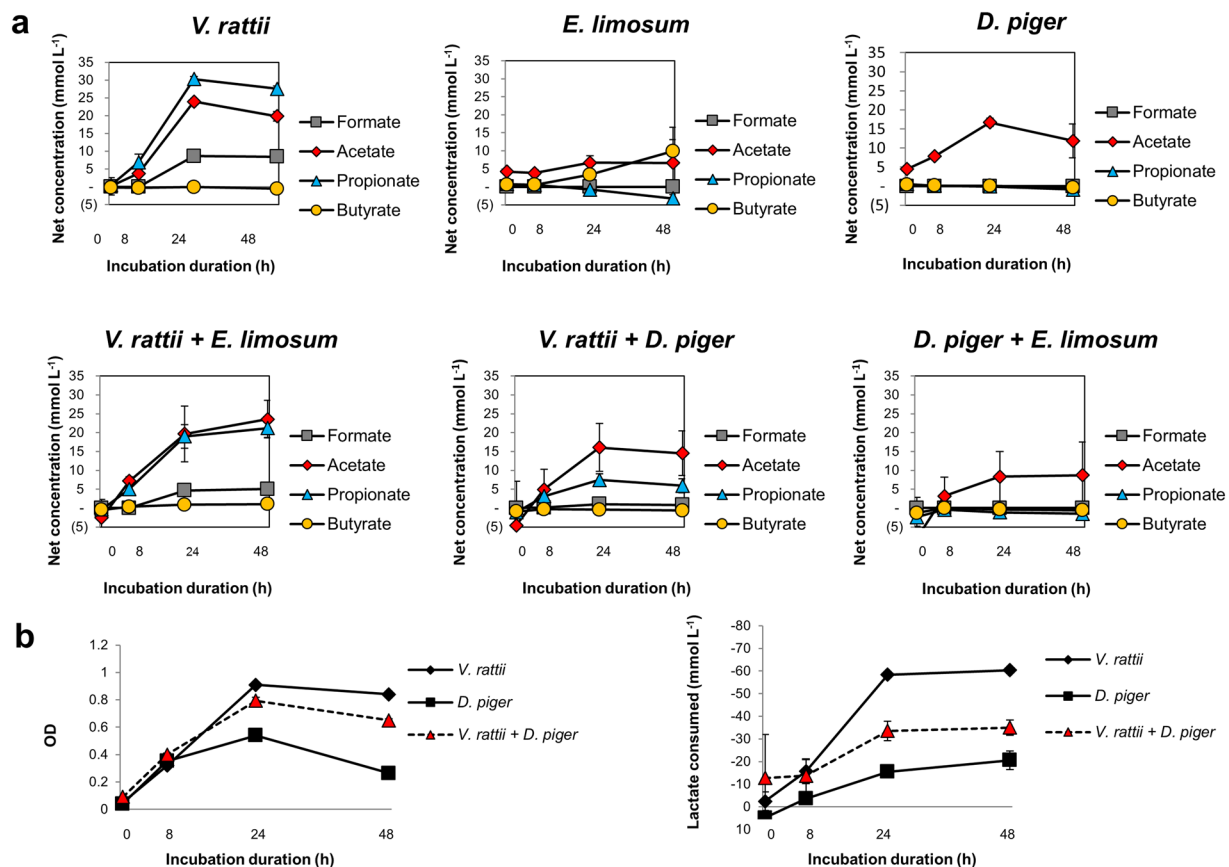 a
V. rattii
Net concentration (mmol L-1)
35
30
25
20
15
10
5
-
(5)
0 8 24 48
Incubation duration (h)
Formate
Acetate
Propionate
Butyrate
E. limosum
Net concentration (mmol L-1)
35
30
25
20
15
10
5
-
(5)
0 8 24 48
Incubation duration (h)
Formate
Acetate
Propionate
Butyrate
D. piger
Net concentration (mmol L-1)
35
30
25
20
15
10
5
-
(5)
0 8 24 48
Incubation duration (h)
Formate
Acetate
Propionate
Butyrate
V. rattii + E. limosum
Net concentration (mmol L-1)
35
30
25
20
15
10
5
-
(5)
0 8 24 48
Incubation duration (h)
Formate
Acetate
Propionate
Butyrate
V. rattii + D. piger
Net concentration (mmol L-1)
35
30
25
20
15
10
5
-
(5)
0 8 24 48
Incubation duration (h)
Formate
Acetate
Propionate
Butyrate
D. piger + E. limosum
Net concentration (mmol L-1)
35
30
25
20
15
10
5
-
(5)
0 8 24 48
Incubation duration (h)
Formate
Acetate
Propionate
Butyrate
b
OD
1.2
1
0.8
0.6
0.4
0.2
0
0 8 24 48
Incubation duration (h)
V. rattii
D. piger
V. rattii + D. piger
Lactate consumed (mmol L-1)
-80
-70
-60
-50
-40
-30
-20
-10
0
10
0 8 24 48
Incubation duration (h)
V. rattii
D. piger
V. rattii + D. piger